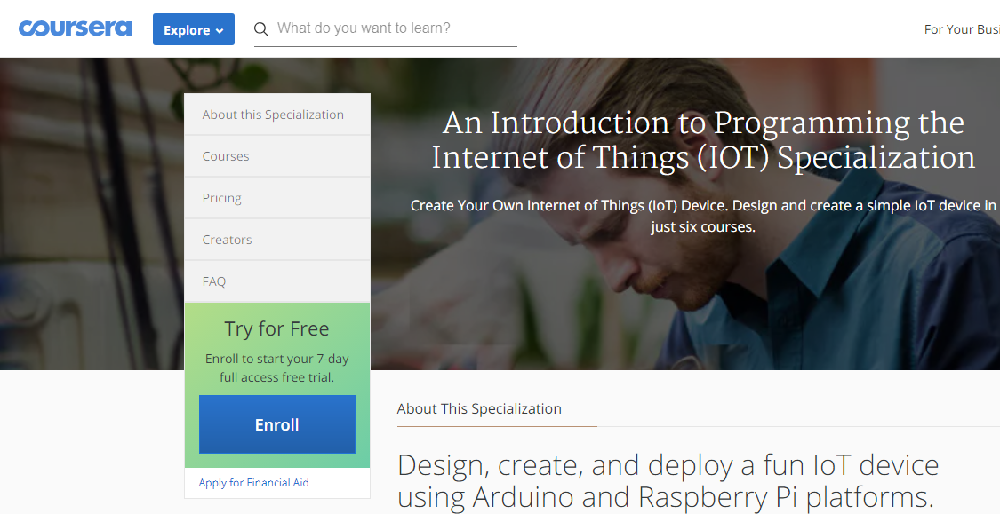 coursera
Explore
What do you want to learn?
For Your Busi
About this Specialization
Courses
Pricing
Creators
FAQ
Try for Free
Enroll to start your 7-day
full access free trial.
Enroll
Apply for Financial Aid
An Introduction to Programming the
Internet of Things (IOT) Specialization
Create Your Own Internet of Things (IoT) Device. Design and create a simple IoT device in
just six courses.
About This Specialization
Design, create, and deploy a fun IoT device
using Arduino and Raspberry Pi platforms.